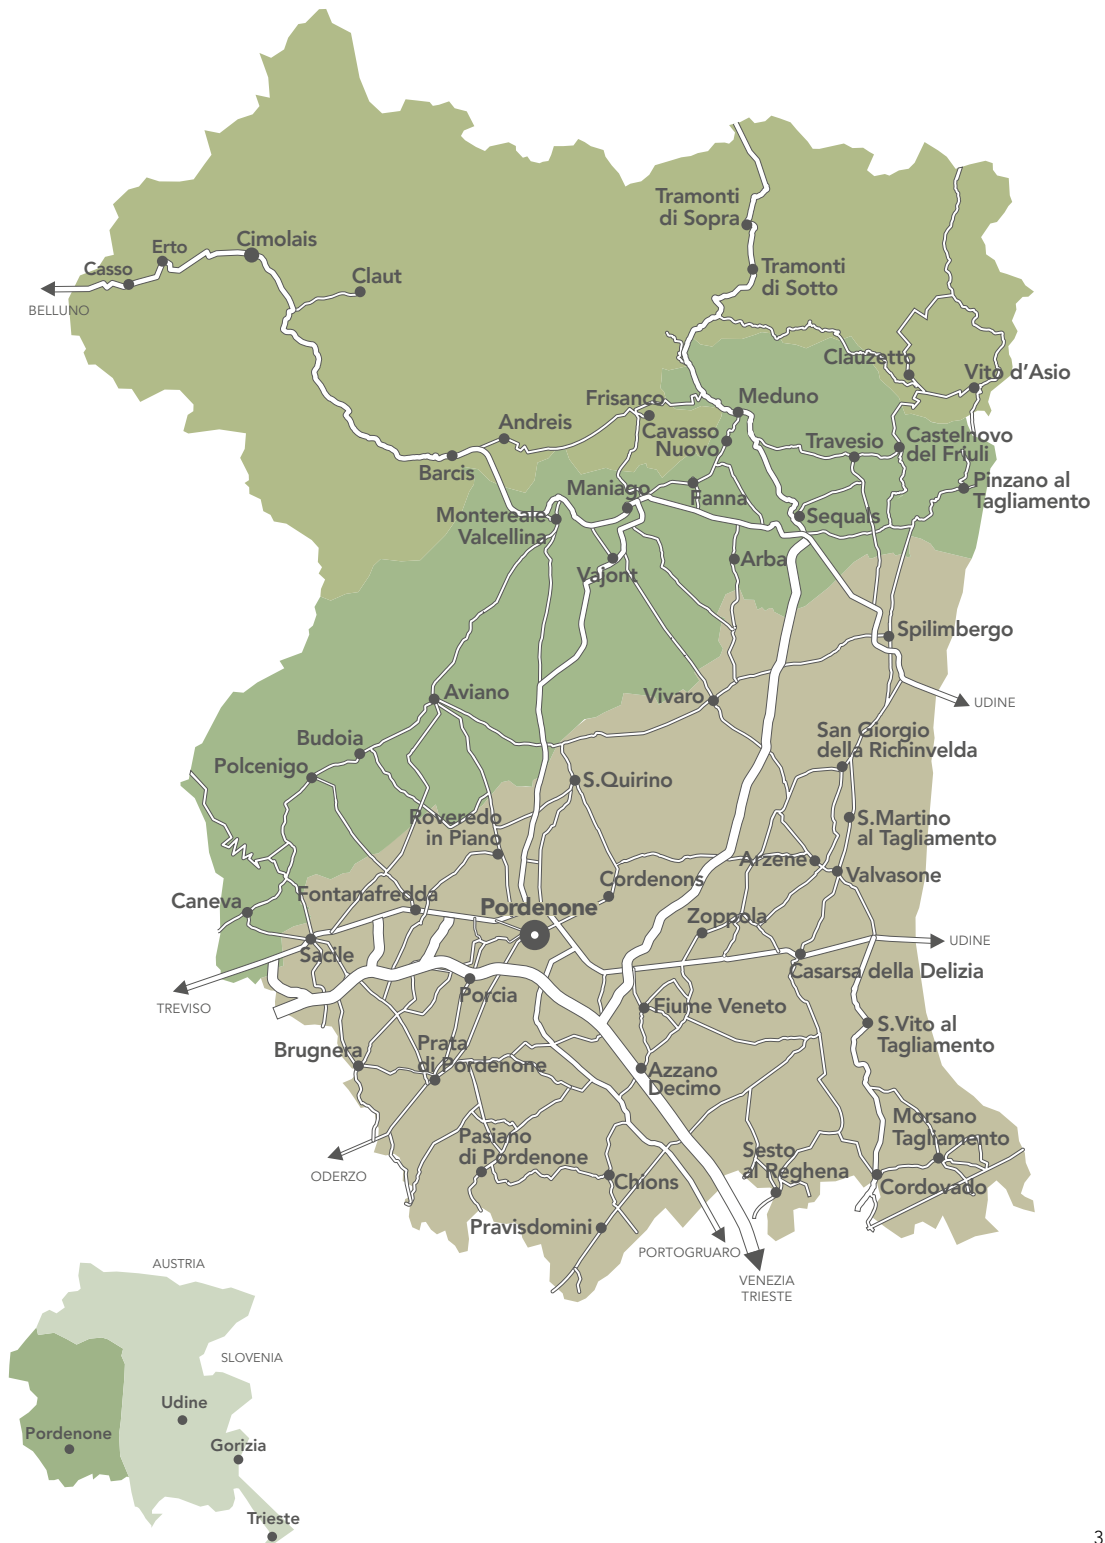 Tramonti
di Sopra
Cimolais
Erto
Casso
BELLUNO
Claut
Tramonti
di Sotto
Clauzetto
Vito d'Asio
Frisanco
Meduno
Andreis
Cavasso
Nuovo
Travesio
Castelnovo
del Friuli
Barcis
Maniago
Fanna
Pinzano al
Tagliamento
Montereale
Valcellina
Sequals
Vajont
Arba
Spilimbergo
Aviano
Vivaro
UDINE
Budoia
San Giorgio
della Richinvelda
Polcenigo
S.Quirino
Roveredo
in Piano
S.Martino
al Tagliamento
Arzene
Valvasone
Caneva
Fontanafredda
Cordenons
Pordenone
Zoppola
UDINE
Sacile
Casarsa della Delizia
TREVISO
Porcia
Fiume Veneto
S.Vito al
Tagliamento
Brugnera
Prata
di Pordenone
Azzano
Decimo
Morsano
Tagliamento
Pasiano
di Pordenone
Sesto
al Reghena
ODERZO
Chions
Cordovado
Pravisdomini
PORTOGRUARO
VENEZIA
TRIESTE
AUSTRIA
SLOVENIA
Udine
Pordenone
Gorizia
Trieste
3